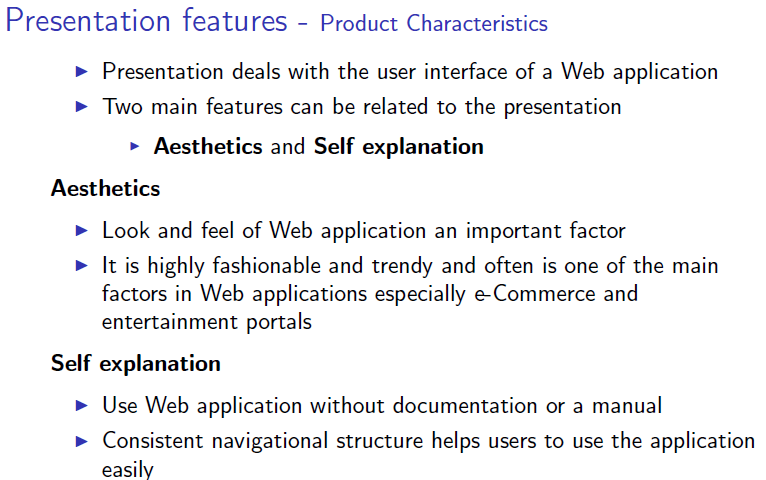 Presentation features - Product Characteristics
▶ Presentation deals with the user interface of a Web application
▶ Two main features can be related to the presentation
▶ Aesthetics and Self explanation
Aesthetics
▶ Look and feel of Web application an important factor
▶ It is highly fashionable and trendy and often is one of the main
factors in Web applications especially e-Commerce and
entertainment portals
Self explanation
▶ Use Web application without documentation or a manual
▶ Consistent navigational structure helps users to use the application
easily